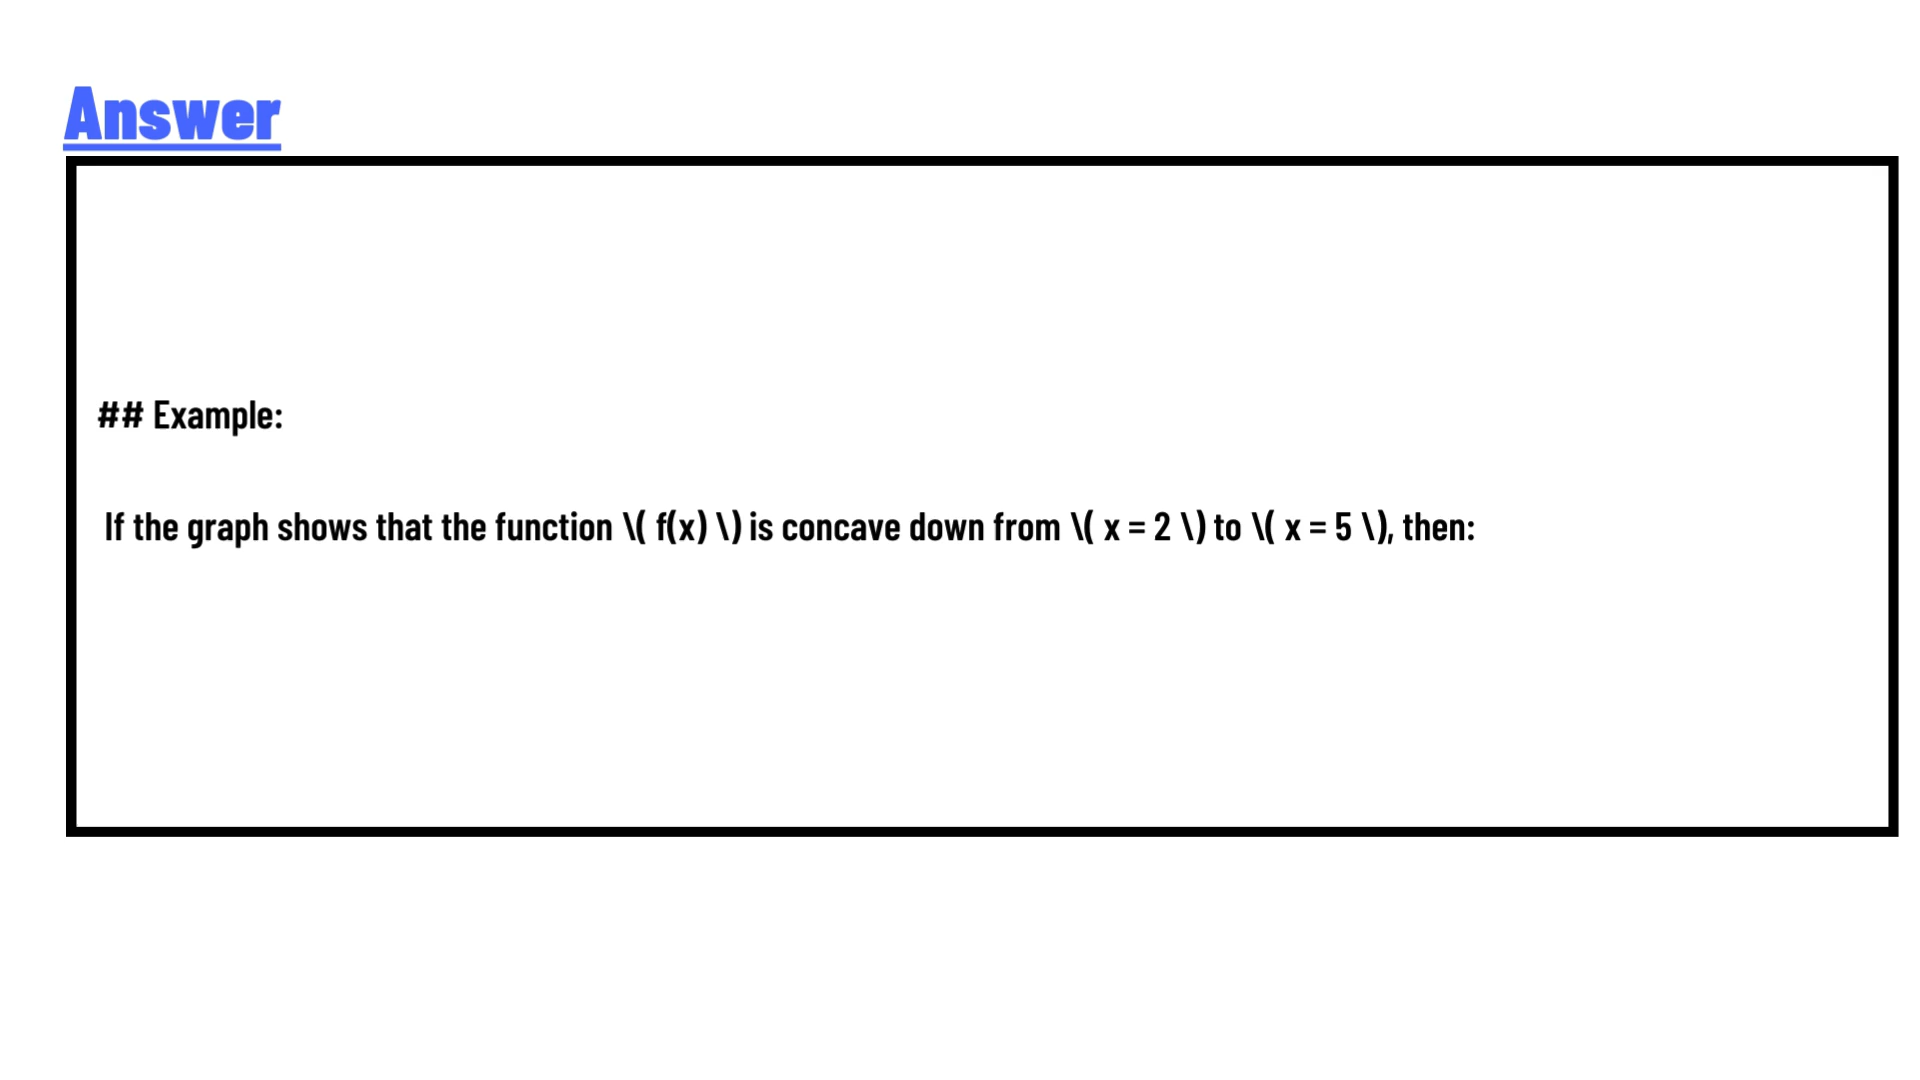 Answer
## Example:
If the graph shows that the function \( f(x) \) is concave down from \( x = 2 \) to \( x = 5 \), then: